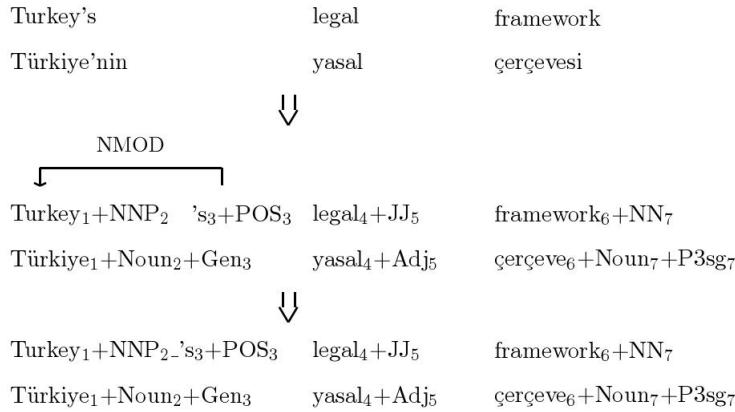 Turkey's legal framework
Türkiye'nin yasal çerçevesi
NMOD
Turkey₁+NNP₂ 's₃+POS₃ legal₄+JJ₅ framework₆+NN₇
Türkiye₁+Noun₂+Gen₃ yasal₄+Adj₅ çerçeve₆+Noun₇+P3sg₇
Turkey₁+NNP₂_'s₃+POS₃ legal₄+JJ₅ framework₆+NN₇
Türkiye₁+Noun₂+Gen₃ yasal₄+Adj₅ çerçeve₆+Noun₇+P3sg₇